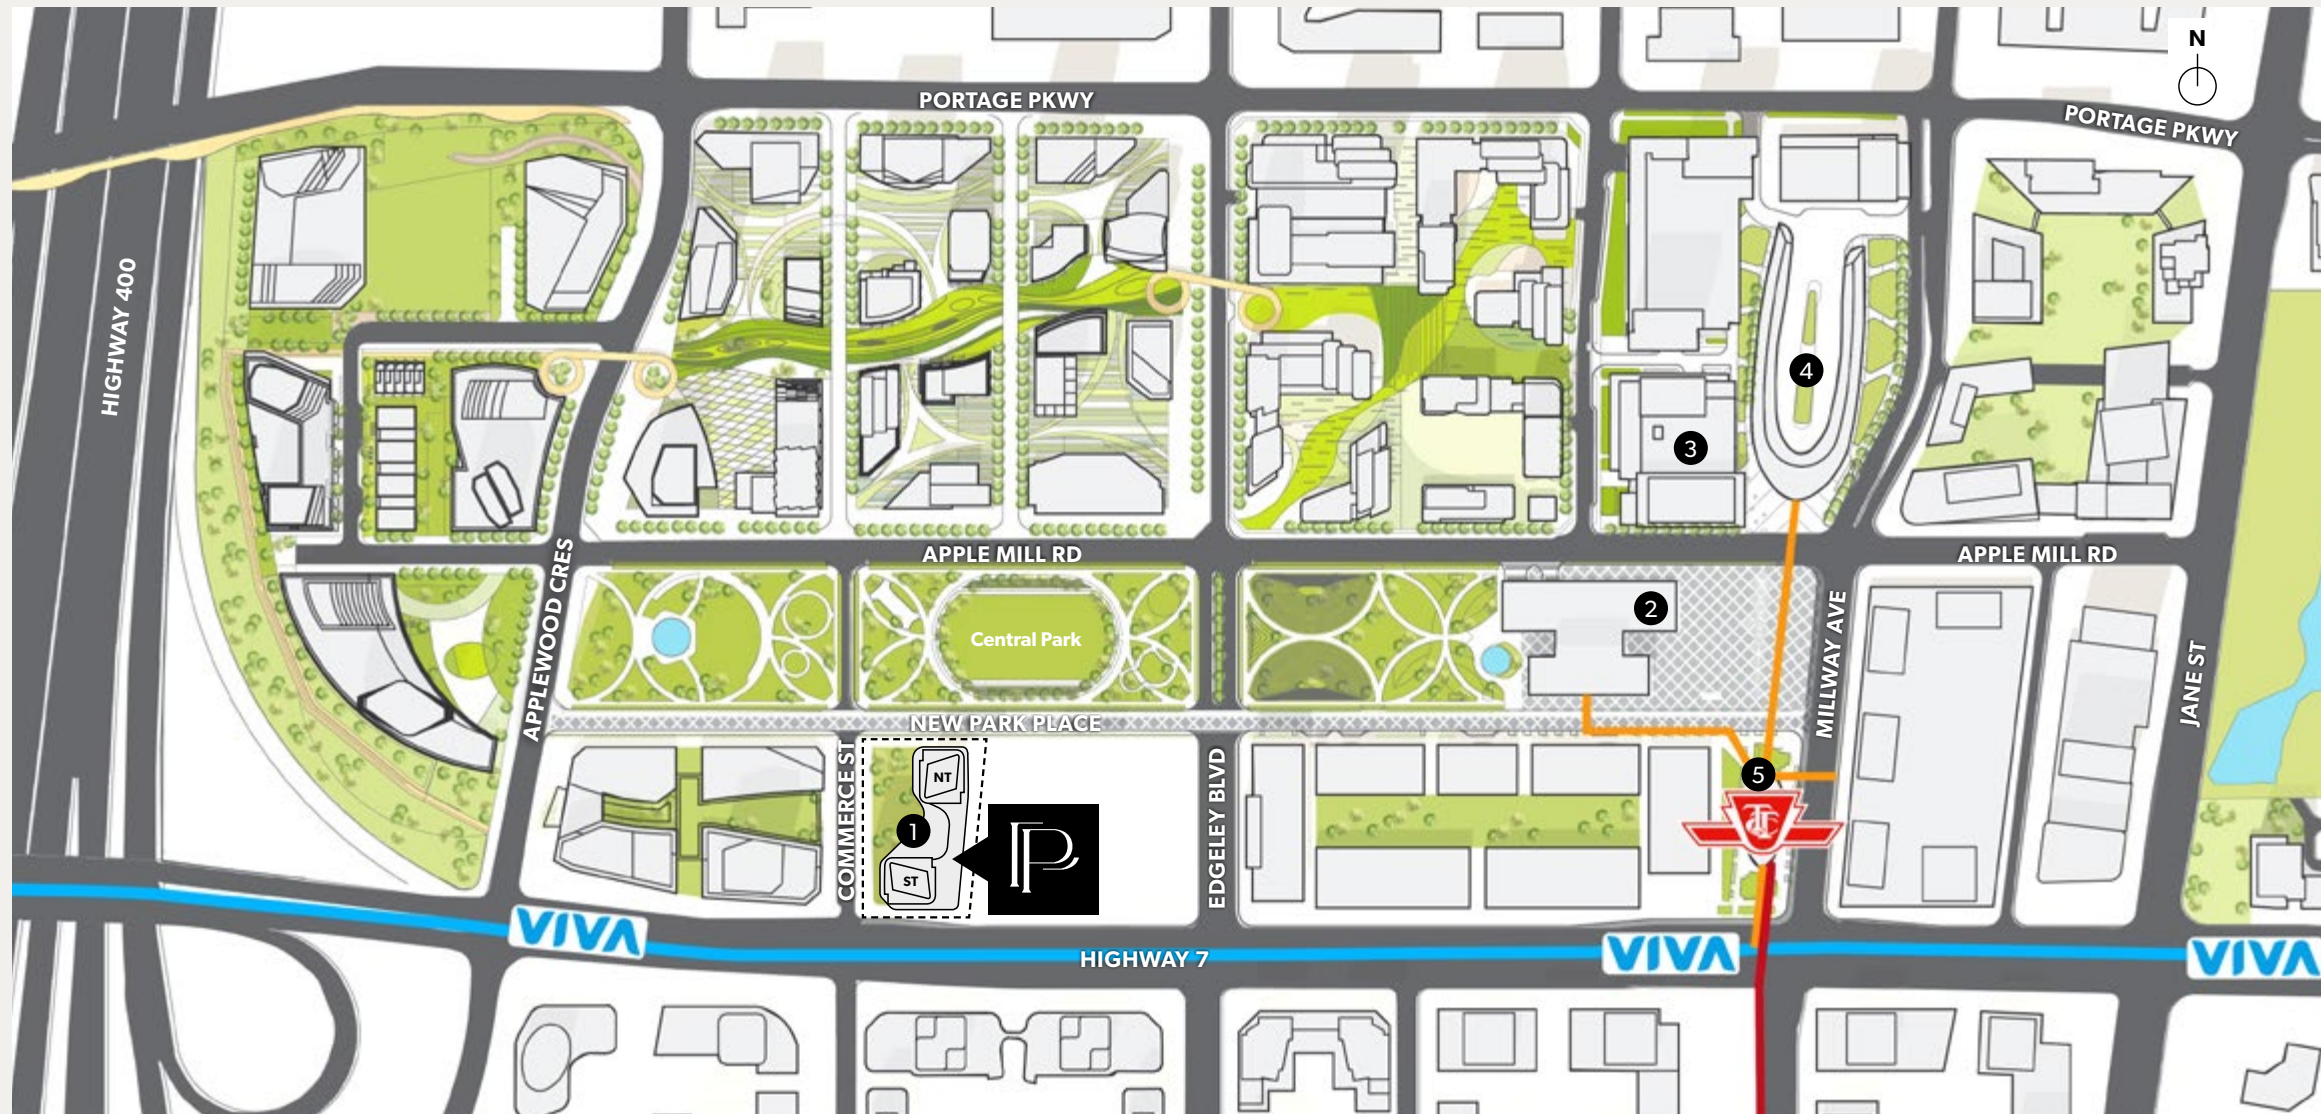 N
PORTAGE PKWY
PORTAGE PKWY
HIGHWAY 400
4
3
APPLE MILL RD
APPLE MILL RD
APPLEWOOD CRES
2
Central Park
MILLWAY AVE
JANE ST
NEW PARK PLACE
COMMERCE ST
EDGELEY BLVD
NT
5
1
TTC
P
ST
VIVA
VIVA
VIVA
HIGHWAY 7